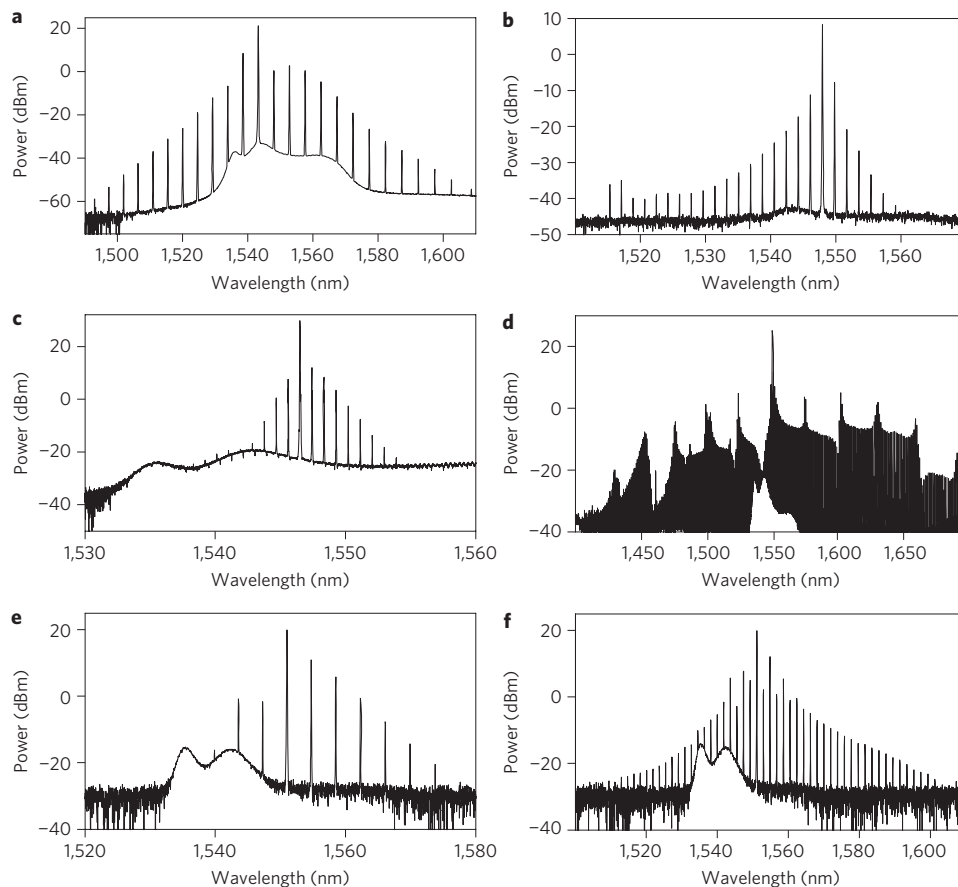 a
20
0
−20
−40
−60
Power (dBm)
1,500 1,520 1,540 1,560 1,580 1,600
Wavelength (nm)
b
10
0
−10
−20
−30
−40
−50
Power (dBm)
1,520 1,530 1,540 1,550 1,560
Wavelength (nm)
c
20
0
−20
−40
Power (dBm)
1,530 1,540 1,550 1,560
Wavelength (nm)
d
20
0
−20
−40
Power (dBm)
1,450 1,500 1,550 1,600 1,650
Wavelength (nm)
e
20
0
−20
−40
Power (dBm)
1,520 1,540 1,560 1,580
Wavelength (nm)
f
20
0
−20
−40
Power (dBm)
1,520 1,540 1,560 1,580 1,600
Wavelength (nm)